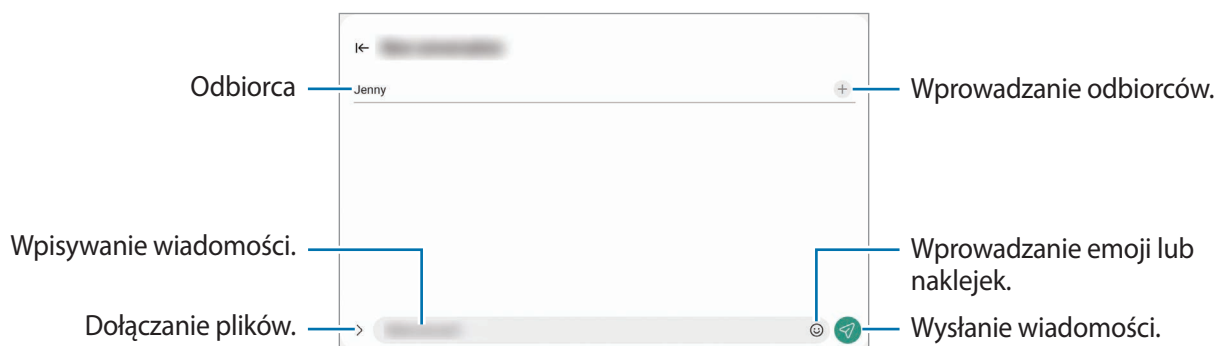 Odbiorca
Jenny
Wprowadzanie odbiorców.
Wpisywanie wiadomości.
Wprowadzanie emoji lub
naklejek.
Dołączanie plików.
Wysłanie wiadomości.